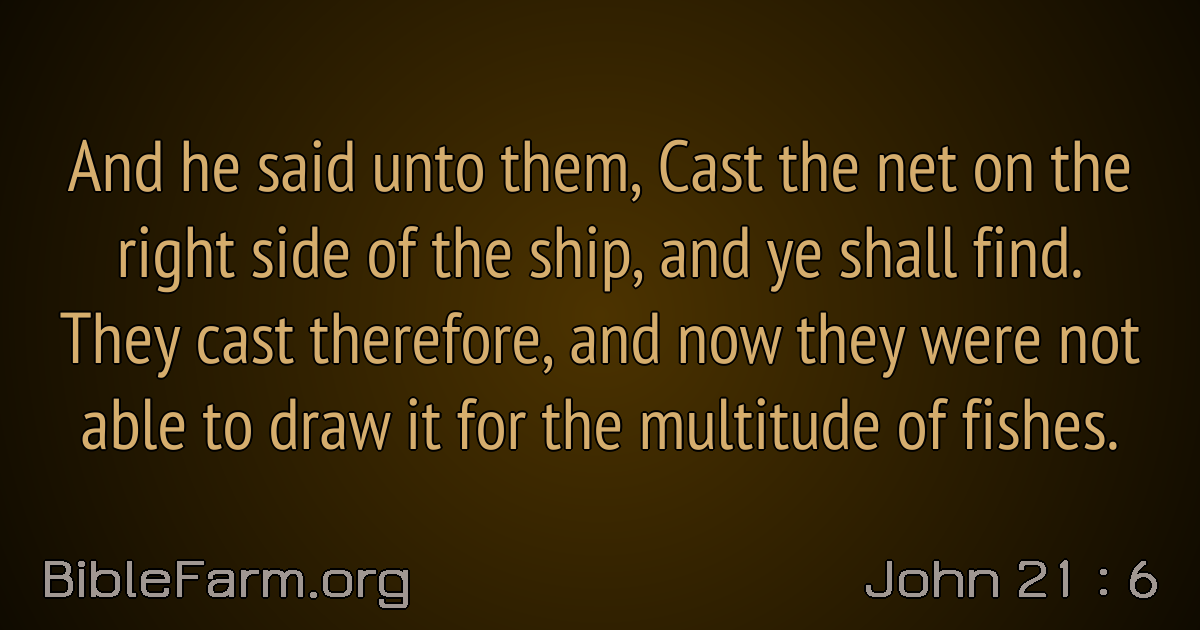 And he said unto them, Cast the net on the
right side of the ship, and ye shall find.
They cast therefore, and now they were not
able to draw it for the multitude of fishes.
BibleFarm.org
John 21 : 6